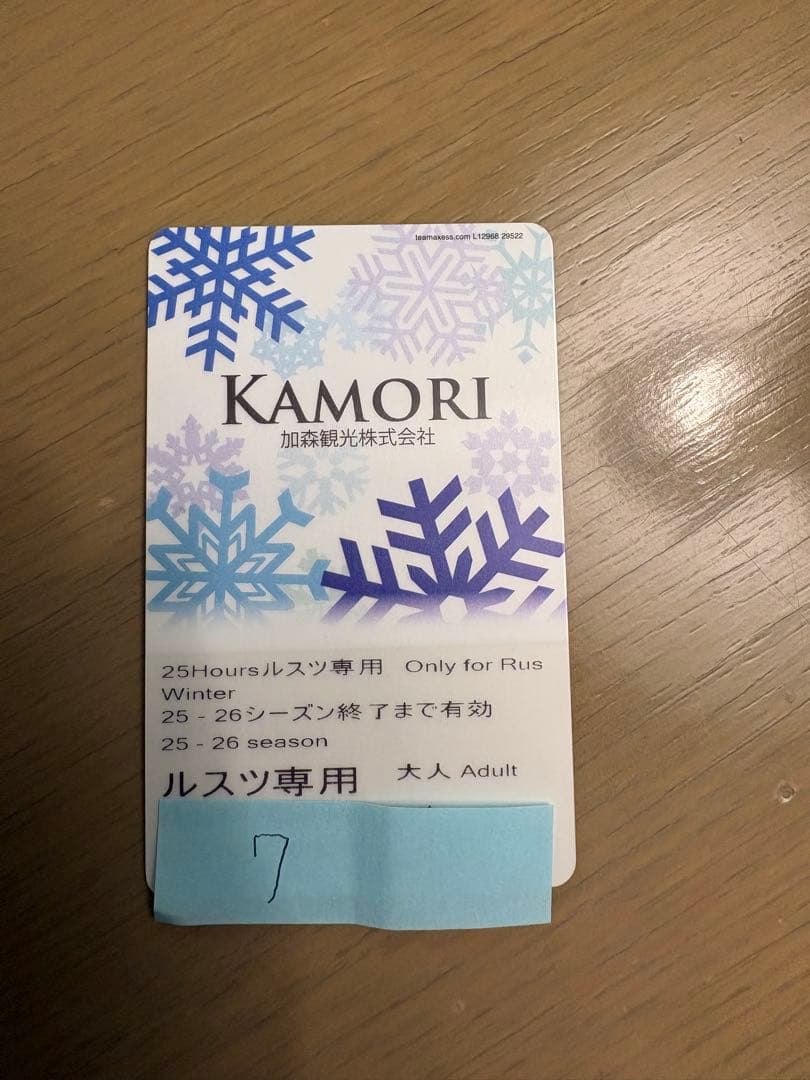 teamaxess.com L12968 29522
KAMORI
加森観光株式会社
25Hoursルスツ専用 Only for Rus
Winter
25 - 26シーズン終了まで有効
25 - 26 season
ルスツ専用 大人 Adult
7